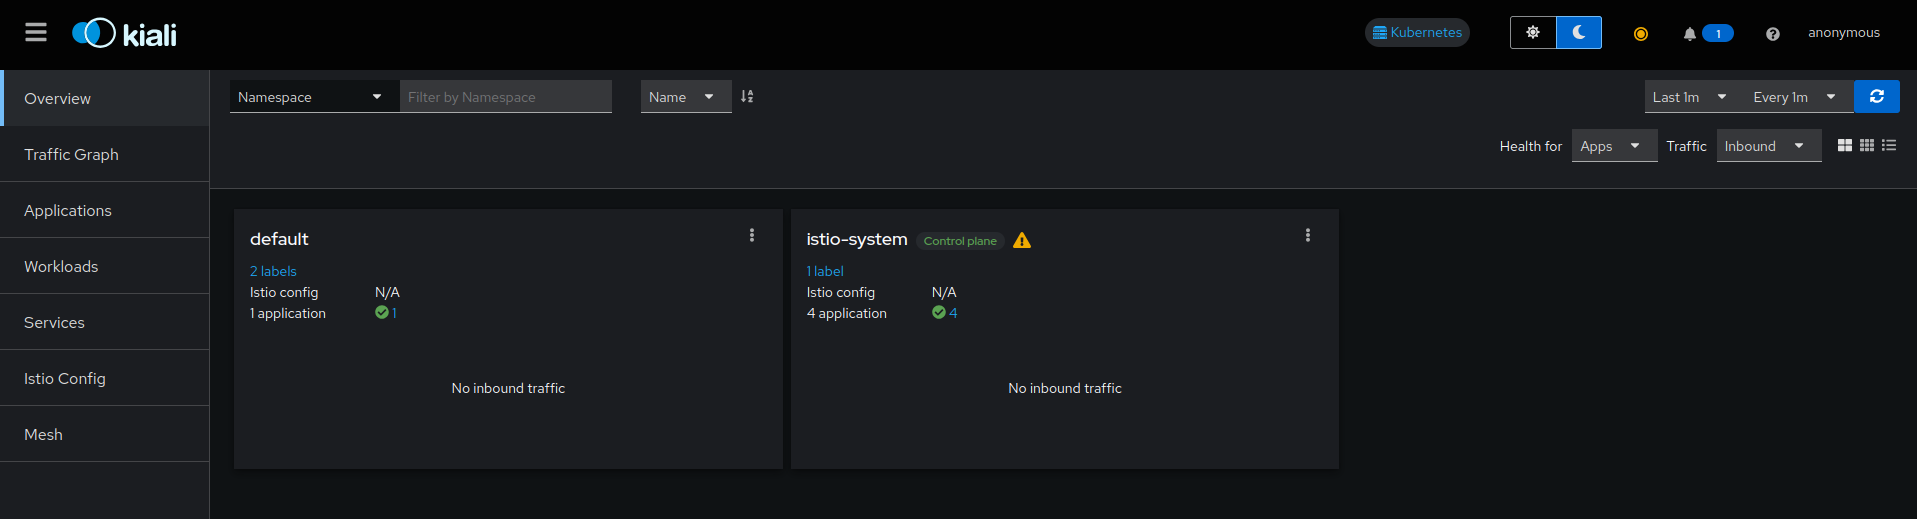 kiali
Kubernetes
1
anonymous
Overview
Traffic Graph
Applications
Workloads
Services
Istio Config
Mesh
Namespace
Filter by Namespace
Name
Last 1m
Every 1m
Health for
Apps
Traffic
Inbound
default
2 labels
Istio config N/A
1 application 1
No inbound traffic
istio-system Control plane
1 label
Istio config N/A
4 application 4
No inbound traffic